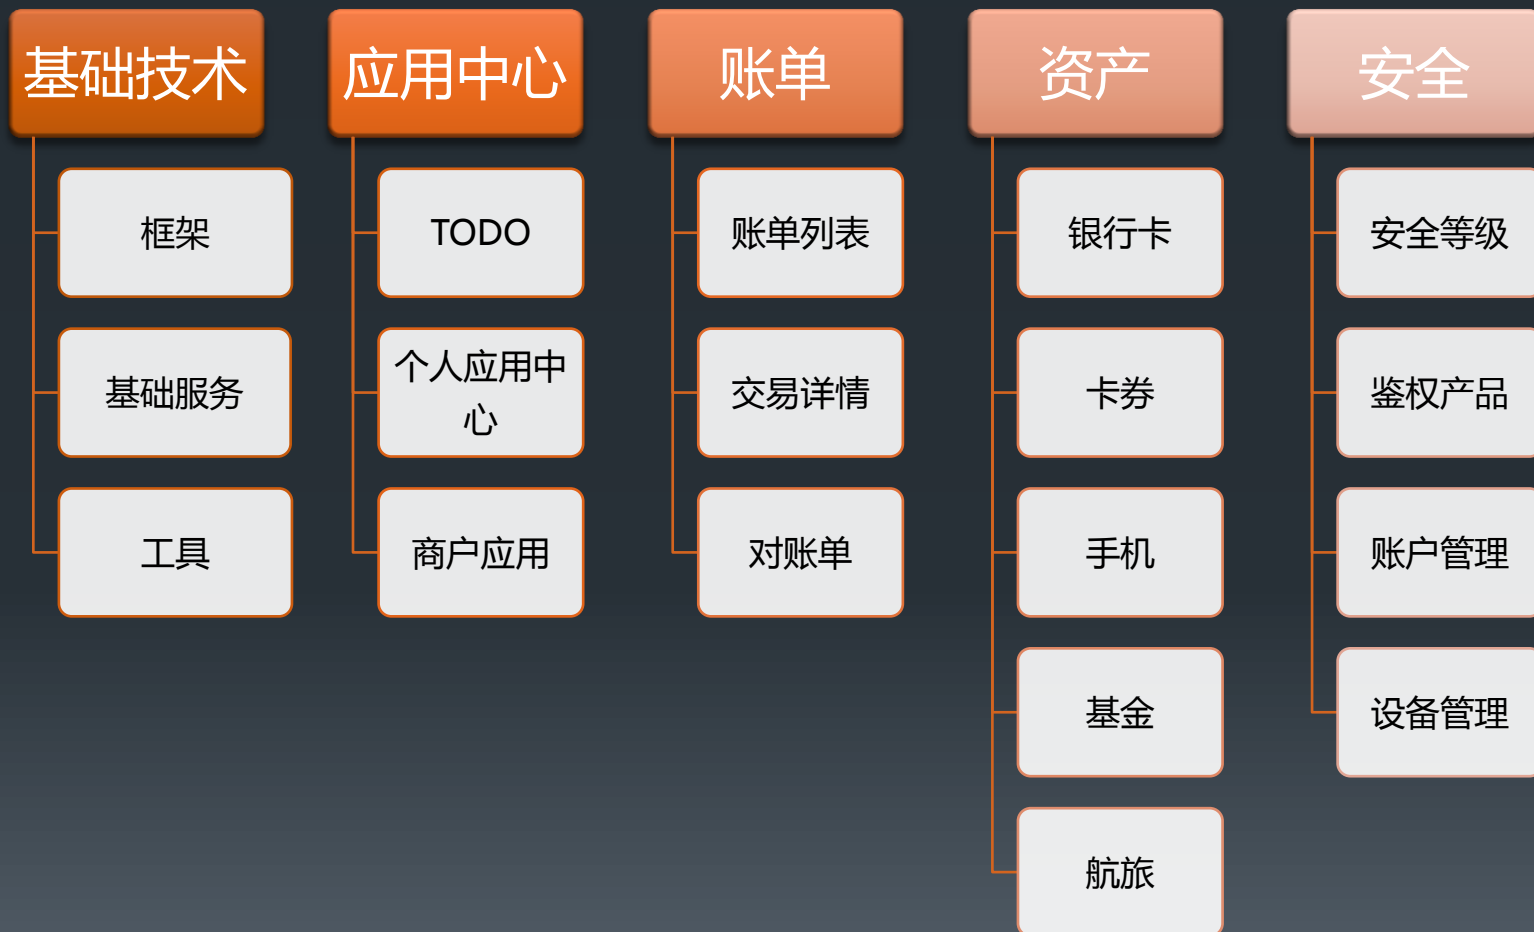 基础技术
框架
基础服务
工具
应用中心
TODO
个人应用中
心
商户应用
账单
账单列表
交易详情
对账单
资产
银行卡
卡券
手机
基金
航旅
安全
安全等级
鉴权产品
账户管理
设备管理